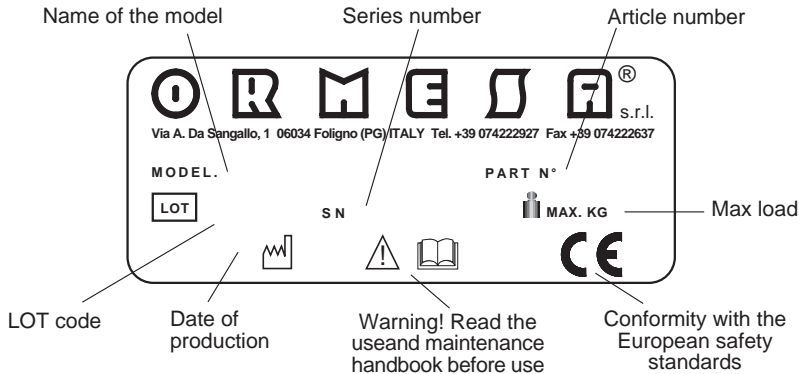 Name of the model
Series number
Article number
ORMESA®
s.r.l.
Via A. Da Sangallo, 1 06034 Foligno (PG) ITALY Tel. +39 074222927 Fax +39 074222637
MODEL.
PART N°
LOT
SN
MAX. KG
Max load
CE
LOT code
Date of
production
Warning! Read the
useand maintenance
handbook before use
Conformity with the
European safety
standards